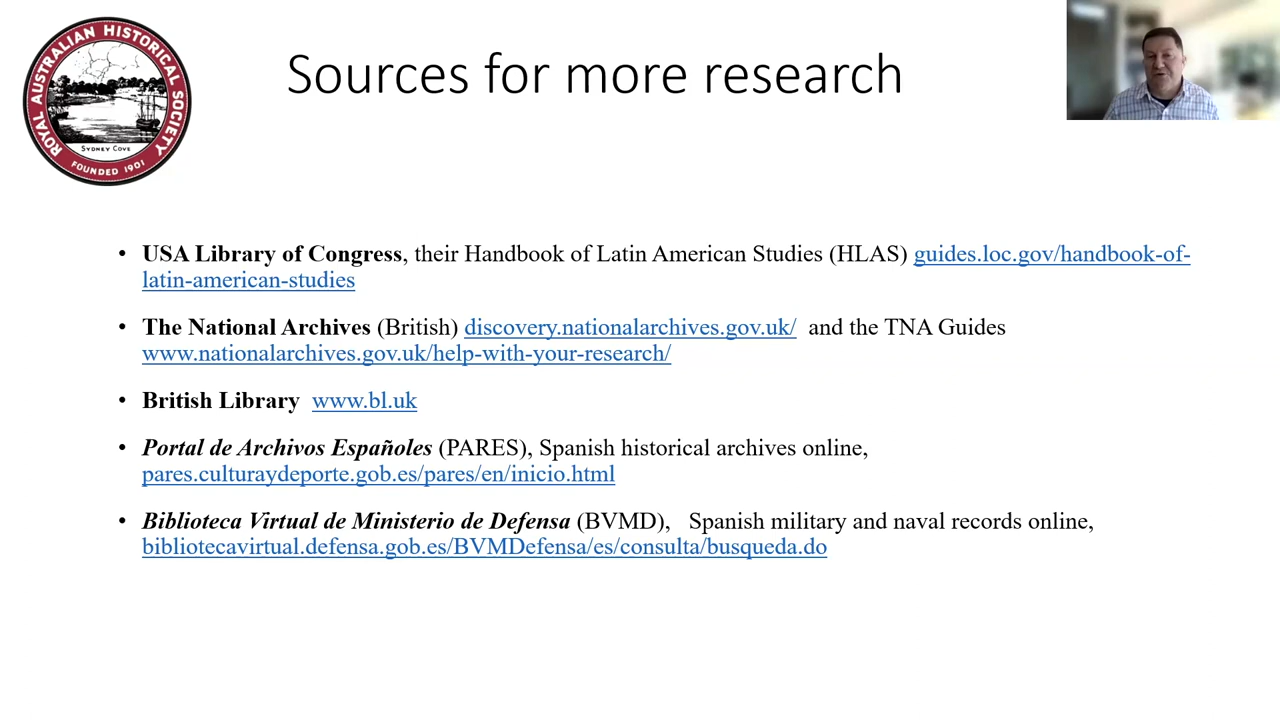 ROYAL AUSTRALIAN HISTORICAL SOCIETY
SYDNEY COVE
FOUNDED 1901
Sources for more research
• USA Library of Congress, their Handbook of Latin American Studies (HLAS) guides.loc.gov/handbook-of-
latin-american-studies
• The National Archives (British) discovery.nationalarchives.gov.uk/ and the TNA Guides
www.nationalarchives.gov.uk/help-with-your-research/
• British Library www.bl.uk
• Portal de Archivos Españoles (PARES), Spanish historical archives online,
pares.culturaydeporte.gob.es/pares/en/inicio.html
• Biblioteca Virtual de Ministerio de Defensa (BVMD), Spanish military and naval records online,
bibliotecavirtual.defensa.gob.es/BVMDefensa/es/consulta/busqueda.do